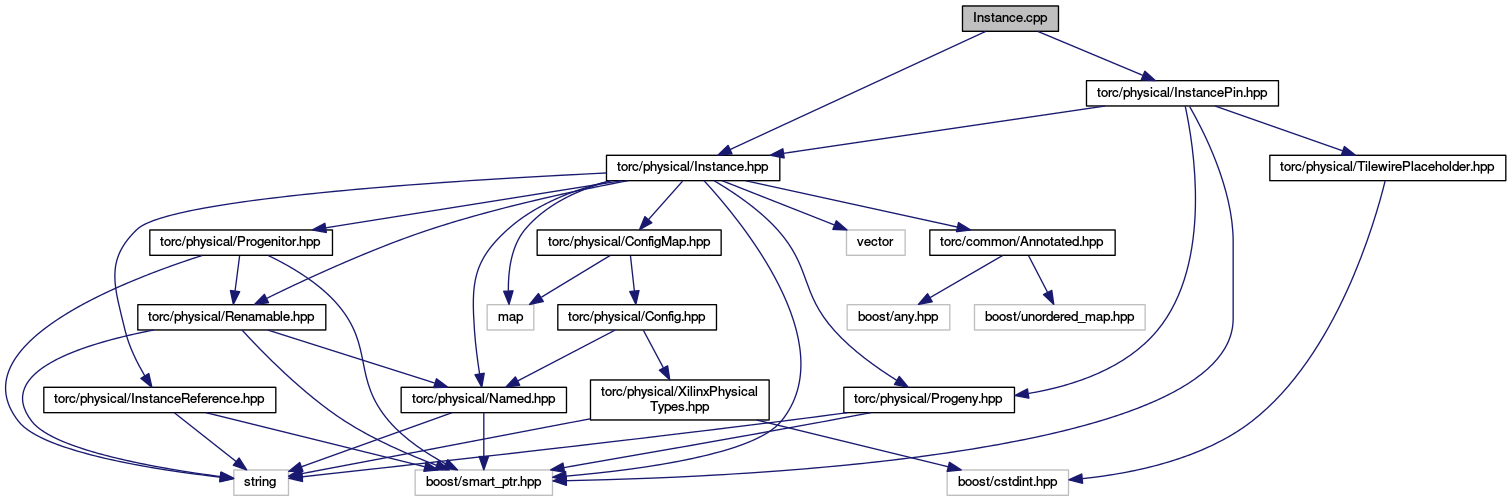 Instance.cpp
torc/physical/InstancePin.hpp
torc/physical/Instance.hpp
torc/physical/TilewirePlaceholder.hpp
torc/physical/Progenitor.hpp
torc/physical/ConfigMap.hpp
vector
torc/common/Annotated.hpp
torc/physical/Renamable.hpp
map
torc/physical/Config.hpp
boost/any.hpp
boost/unordered_map.hpp
torc/physical/InstanceReference.hpp
torc/physical/Named.hpp
torc/physical/XilinxPhysical
Types.hpp
torc/physical/Progeny.hpp
string
boost/smart_ptr.hpp
boost/cstdint.hpp